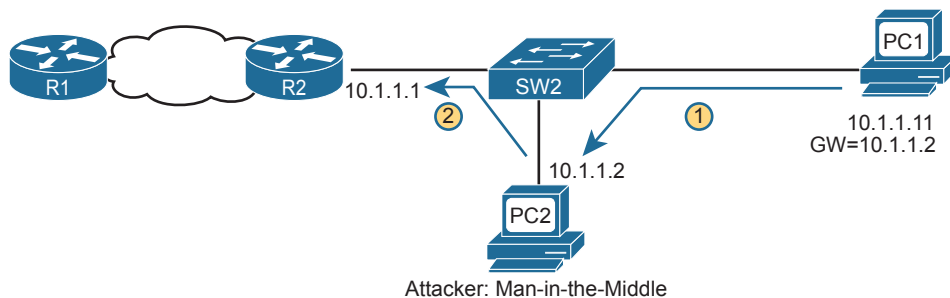 R1
R2
10.1.1.1
2
SW2
1
PC1
10.1.1.11
GW=10.1.1.2
10.1.1.2
PC2
Attacker: Man-in-the-Middle